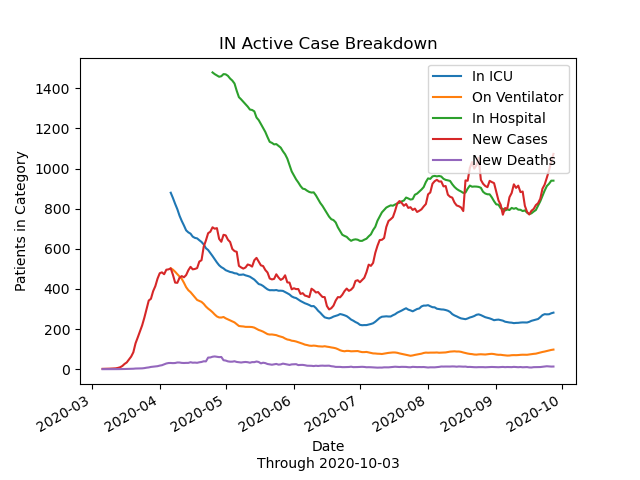 IN Active Case Breakdown
Patients in Category
1400
1200
1000
800
600
400
200
0
In ICU
On Ventilator
In Hospital
New Cases
New Deaths
2020-03
2020-04
2020-05
2020-06
2020-07
2020-08
2020-09
2020-10
Date
Through 2020-10-03